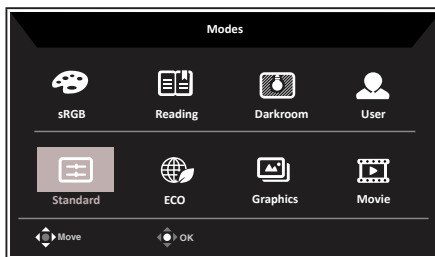 Modes
sRGB Reading Darkroom User
Standard ECO Graphics Movie
Move OK